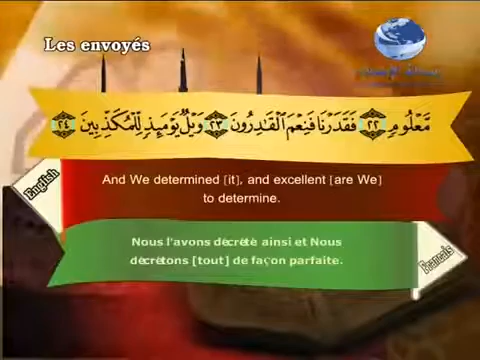 Les envoyés
مَّعْلُومٍ ٢٢ فَقَدَرْنَا فَنِعْمَ الْقَادِرُونَ ٢٣ وَيْلٌ يَوْمَئِذٍ لِّلْمُكَذِّبِينَ ٢٤
English
And We determined [it], and excellent [are We]
to determine.
Nous l'avons décrété ainsi et Nous
décrétons [tout] de façon parfaite.
Francais